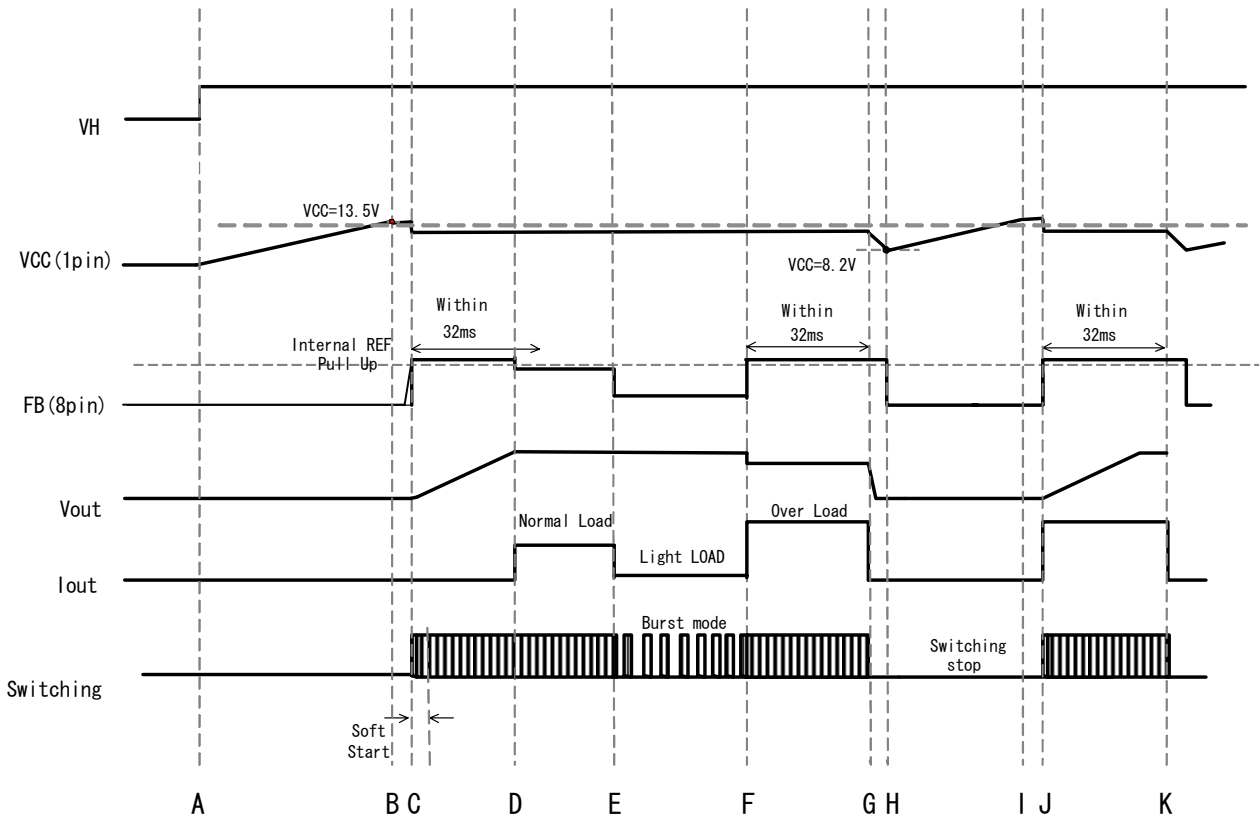 VH
VCC=13.5V
VCC(1pin)
VCC=8.2V
Within
32ms
Within
32ms
Within
32ms
Internal REF
Pull Up
FB(8pin)
Vout
Normal Load
Over Load
Light LOAD
Iout
Burst mode
Switching
stop
Switching
Soft
Start
A B C D E F G H I J K